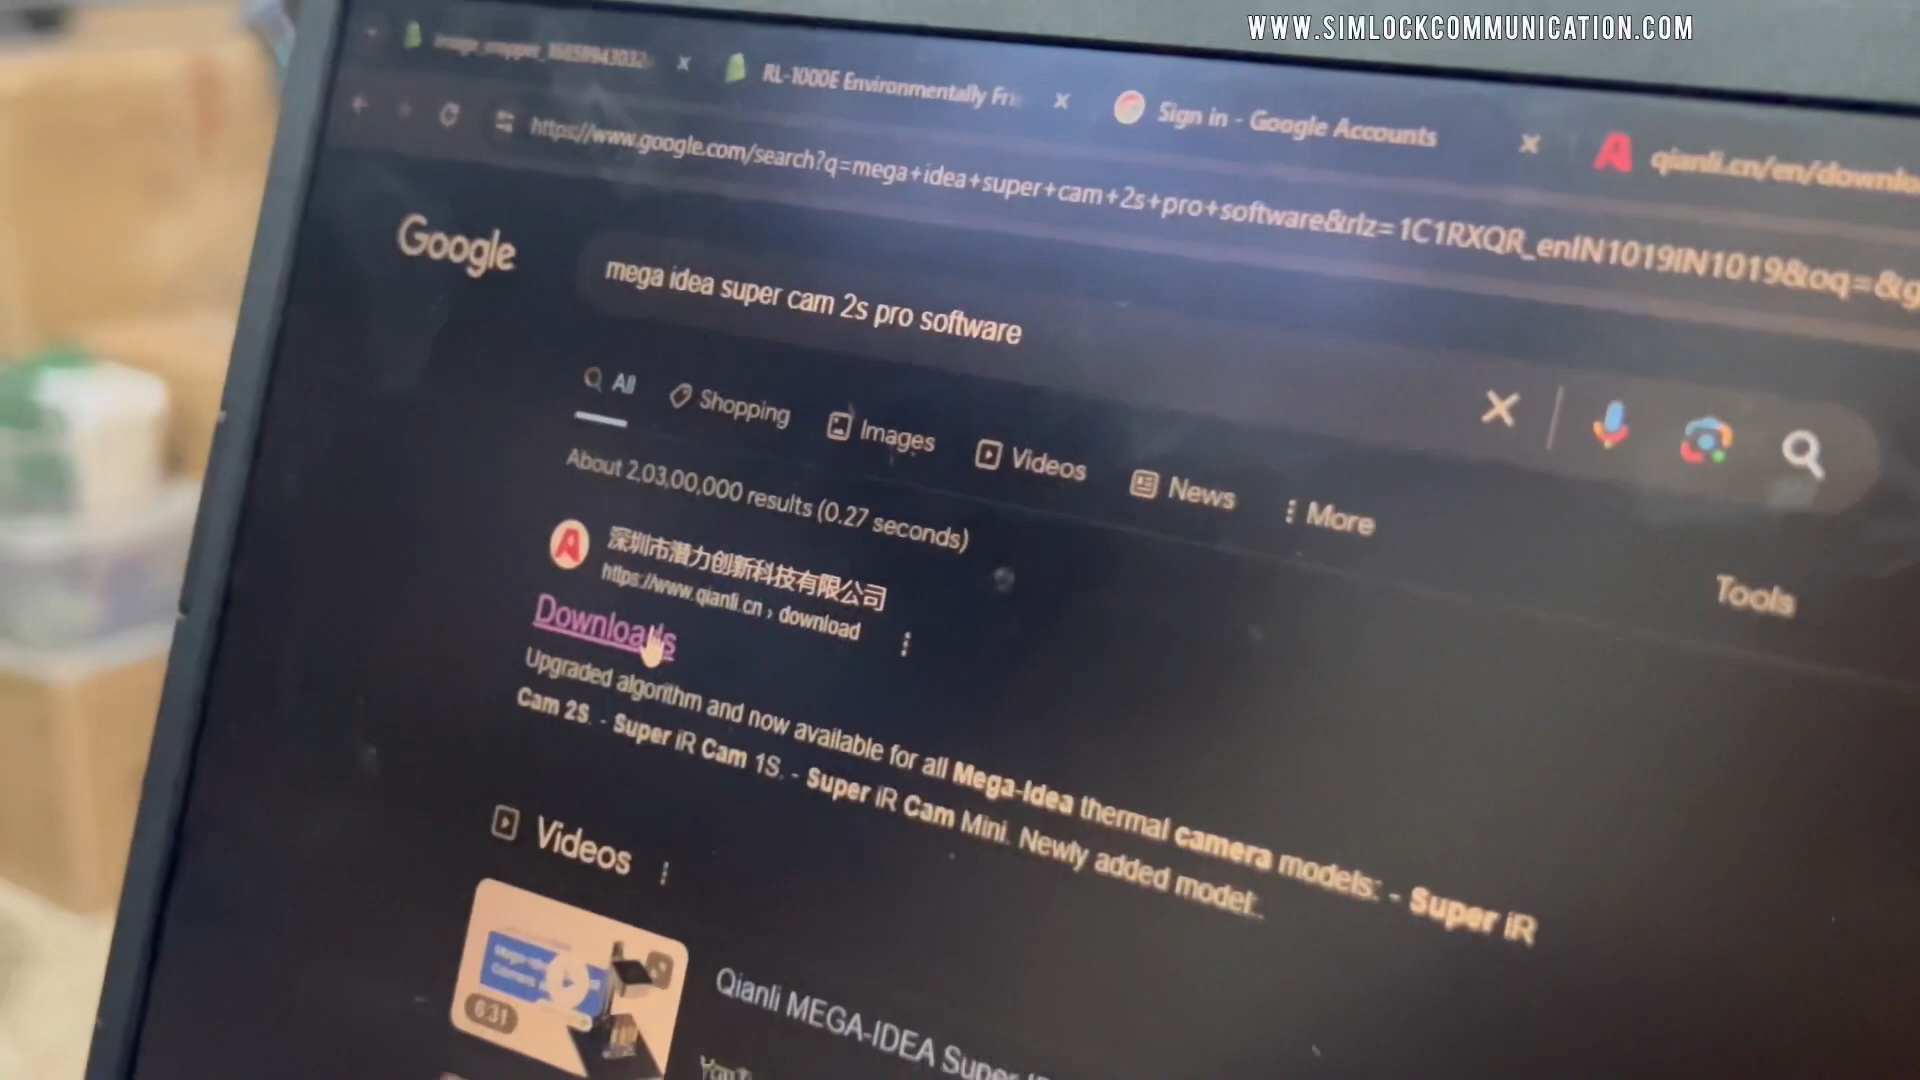 WWW.SIMLOCKCOMMUNICATION.COM
RL-1000E Environmentally Fri
Sign in - Google Accounts
qianli.cn/en/downlo
https://www.google.com/search?q=mega+idea+super+cam+2s+pro+software&rlz=1C1RXQR_enIN1019IN1019&oq=&g
Google
mega idea super cam 2s pro software
All
Shopping
Images
Videos
News
More
Tools
About 2,03,00,000 results (0.27 seconds)
深圳市潜力创新科技有限公司
https://www.qianli.cn › download
Downloads
Upgraded algorithm and now available for all Mega-Idea thermal camera models: - Super iR
Cam 2S. - Super iR Cam 1S. - Super iR Cam Mini. Newly added model:.
Videos
6:31
Qianli MEGA-IDEA Super